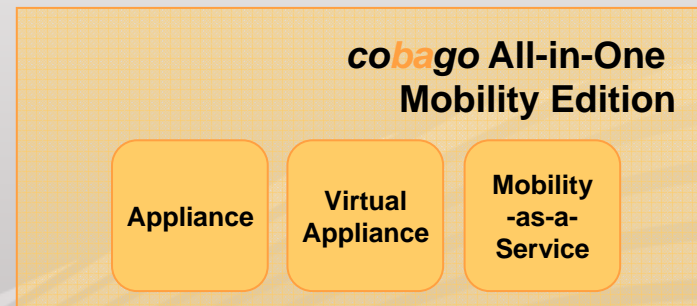 cobago All-in-One
Mobility Edition
Appliance
Virtual
Appliance
Mobility
-as-a-
Service